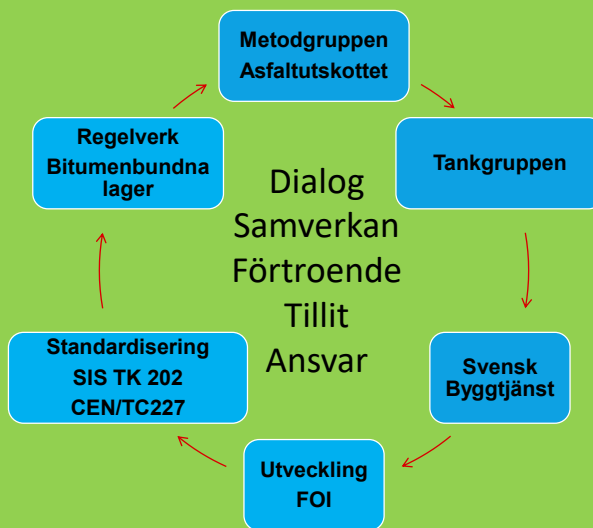 Metodgruppen
Asfaltutskottet
Tankgruppen
Svensk
Byggtjänst
Utveckling
FOI
Standardisering
SIS TK 202
CEN/TC227
Regelverk
Bitumenbundna
lager
Dialog
Samverkan
Förtroende
Tillit
Ansvar